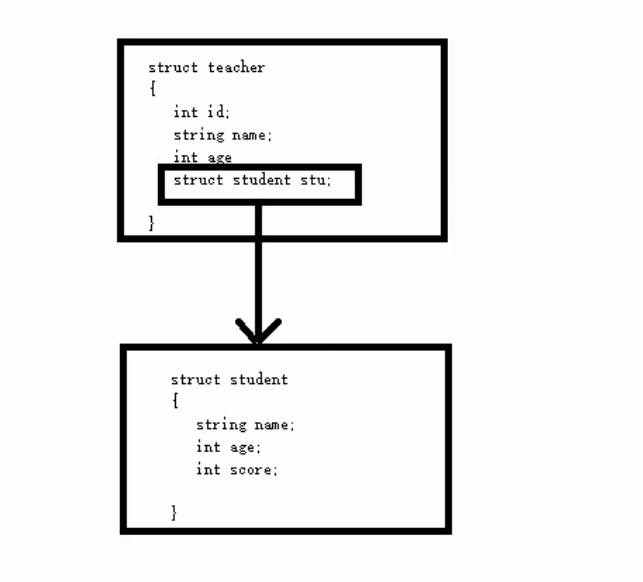 struct teacher
{
int id;
string name;
int age
struct student stu;
}
struct student
{
string name;
int age;
int score;
}